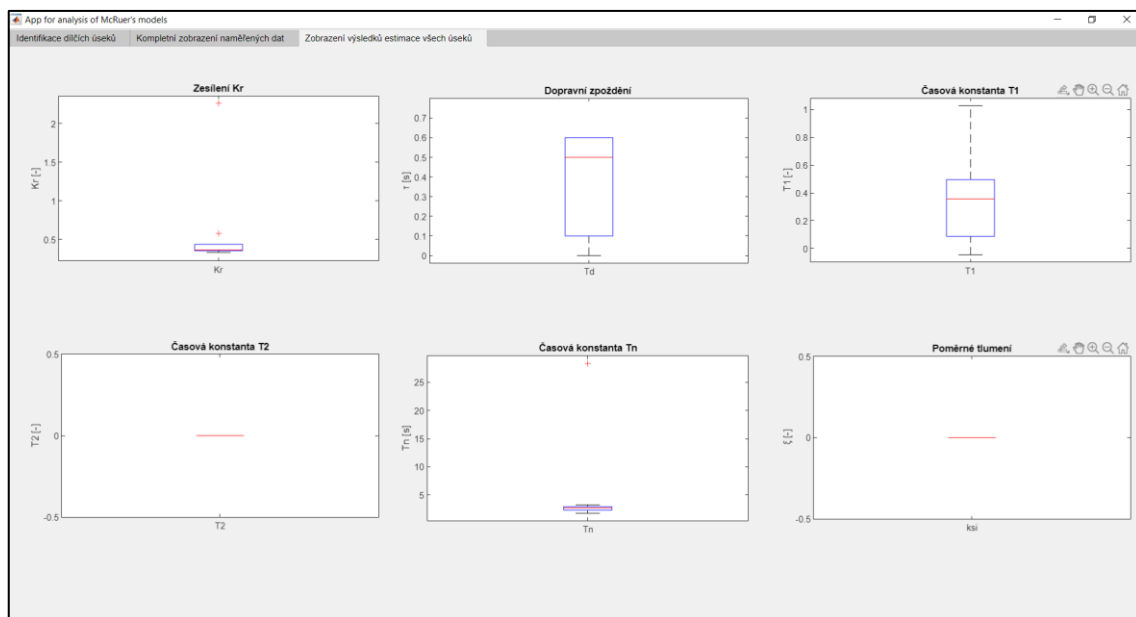 App for analysis of McRuer's models
Identifikace dílčích úseků Kompletní zobrazení naměřených dat Zobrazení výsledků estimace všech úseků
Zesílení Kr
2
1.5
1
0.5
Kr [-]
Kr
Dopravní zpoždění
0.7
0.6
0.5
0.4
0.3
0.2
0.1
0
τ [s]
Td
Časová konstanta T1
1
0.8
0.6
0.4
0.2
0
T1 [-]
T1
Časová konstanta T2
0.5
0
-0.5
T2 [-]
T2
Časová konstanta Tn
25
20
15
10
5
Tn [s]
Tn
Poměrné tlumení
0.5
0
-0.5
ξ [-]
ksi